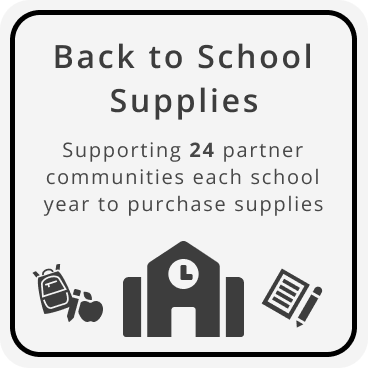 Back to School
Supplies
Supporting 24 partner
communities each school
year to purchase supplies